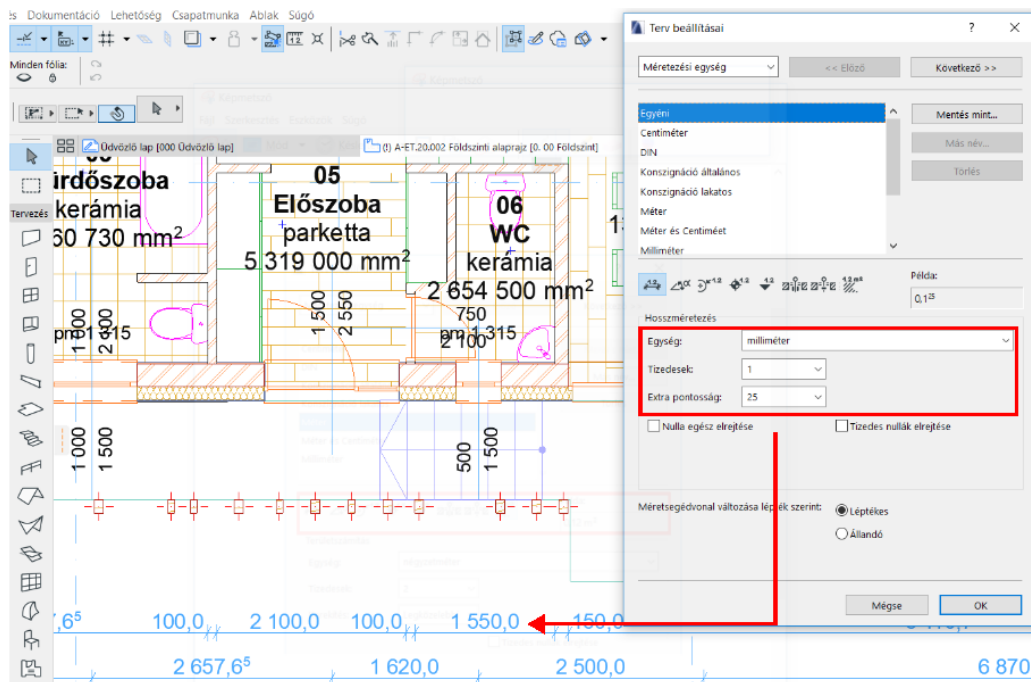 és Dokumentáció Lehetőség Csapatmunka Ablak Súgó
Minden fólia:
Üdvözlő lap [000 Üdvözlő lap]
(!) A-ET.20.002 Földszinti alaprajz [0. 00 Földszint]
Tervezés
ürdőszoba
kerámia
60 730 mm²
05
Előszoba
parketta
5 319 000 mm²
06
WC
kerámia
2 654 500 mm²
1 500
2 550
750
2 100
pm 1 315
pm 1 315
1 000
1 500
500
1 500
7,6⁵ 100,0 2 100,0 100,0 1 550,0 150,0
2 657,6⁵ 1 620,0 2 500,0 6 870
Terv beállításai
? ×
Méretezési egység
<< Előző
Következő >>
Egyéni
Centiméter
DIN
Konszignáció általános
Konszignáció lakatos
Méter
Méter és Centiméet
Milliméter
Mentés mint...
Más név...
Törlés
Példa:
0,1²⁵
Hosszméretezés
Egység: milliméter
Tizedesek: 1
Extra pontosság: 25
Nulla egész elrejtése
Tizedes nullák elrejtése
Méretsegédvonal változása lépték szerint:
Léptékes
Állandó
Mégse
OK